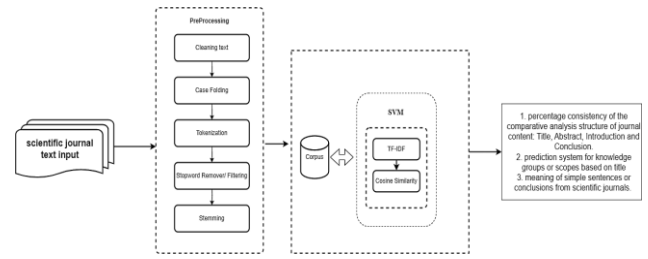 PreProcessing
Cleaning text
Case Folding
Tokenization
Stopword Remover/ Filtering
Stemming
scientific journal
text input
Corpus
SVM
TF-IDF
Cosine Similarity
1. percentage consistency of the
comparative analysis structure of journal
content: Title, Abstract, Introduction and
Conclusion.
2. prediction system for knowledge
groups or scopes based on title
3. meaning of simple sentences or
conclusions from scientific journals.